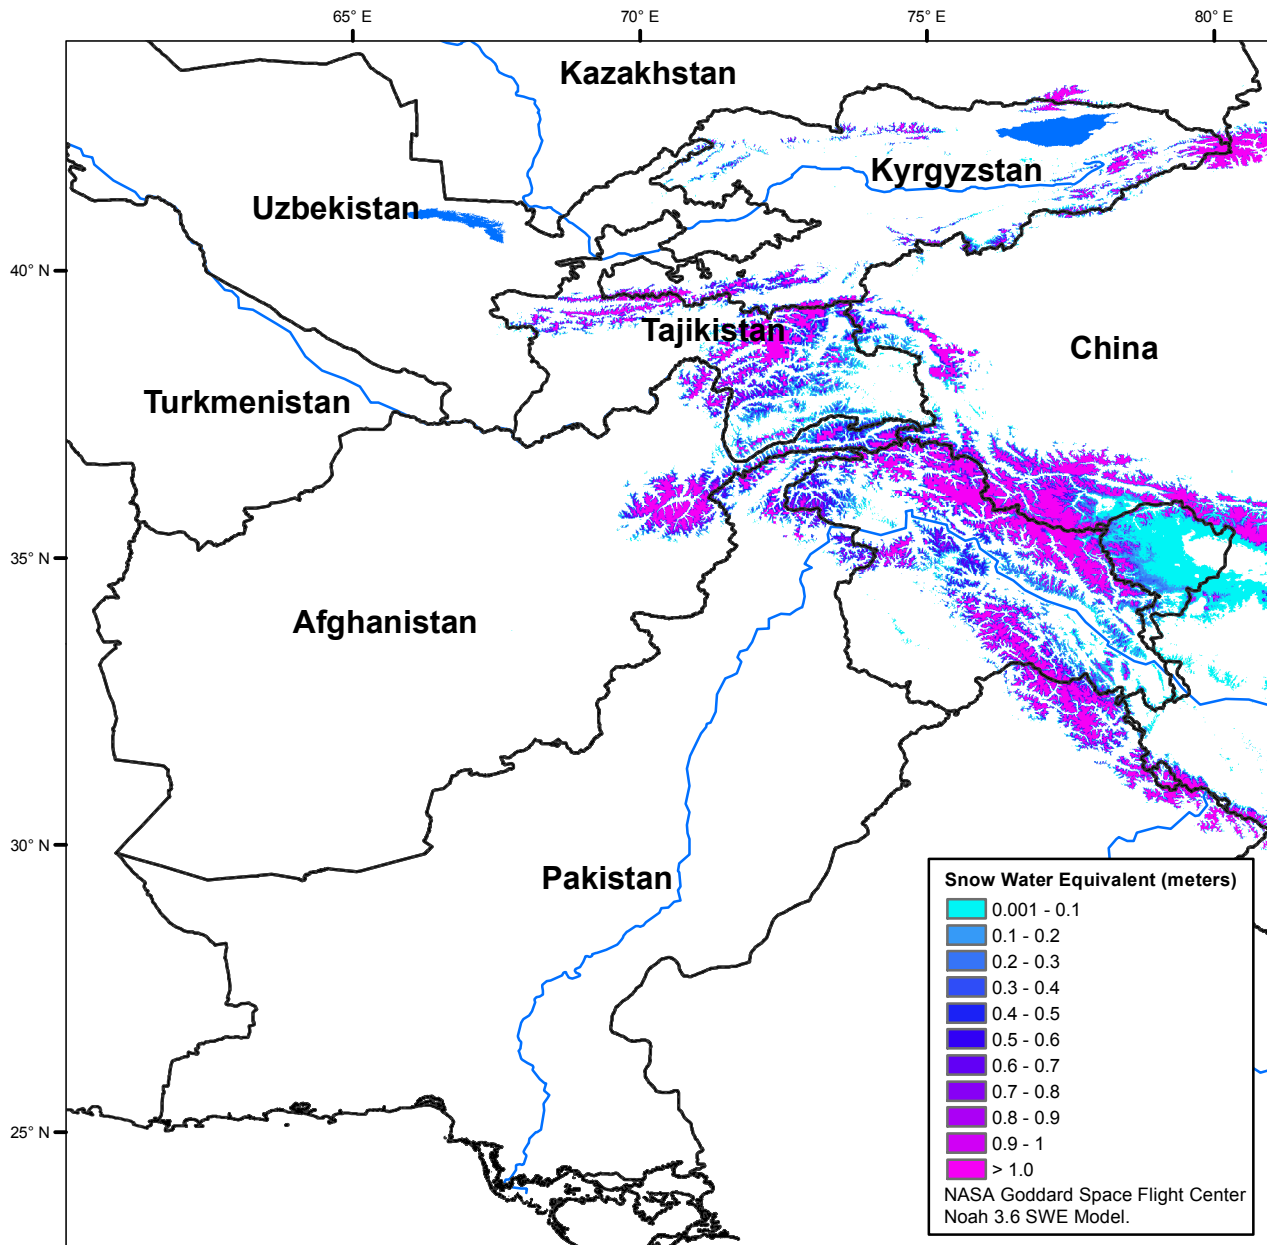 65° E
70° E
75° E
80° E
Kazakhstan
Kyrgyzstan
Uzbekistan
40° N
Tajikistan
China
Turkmenistan
35° N
Afghanistan
30° N
Pakistan
25° N
Snow Water Equivalent (meters)
0.001 - 0.1
0.1 - 0.2
0.2 - 0.3
0.3 - 0.4
0.4 - 0.5
0.5 - 0.6
0.6 - 0.7
0.7 - 0.8
0.8 - 0.9
0.9 - 1
> 1.0
NASA Goddard Space Flight Center
Noah 3.6 SWE Model.